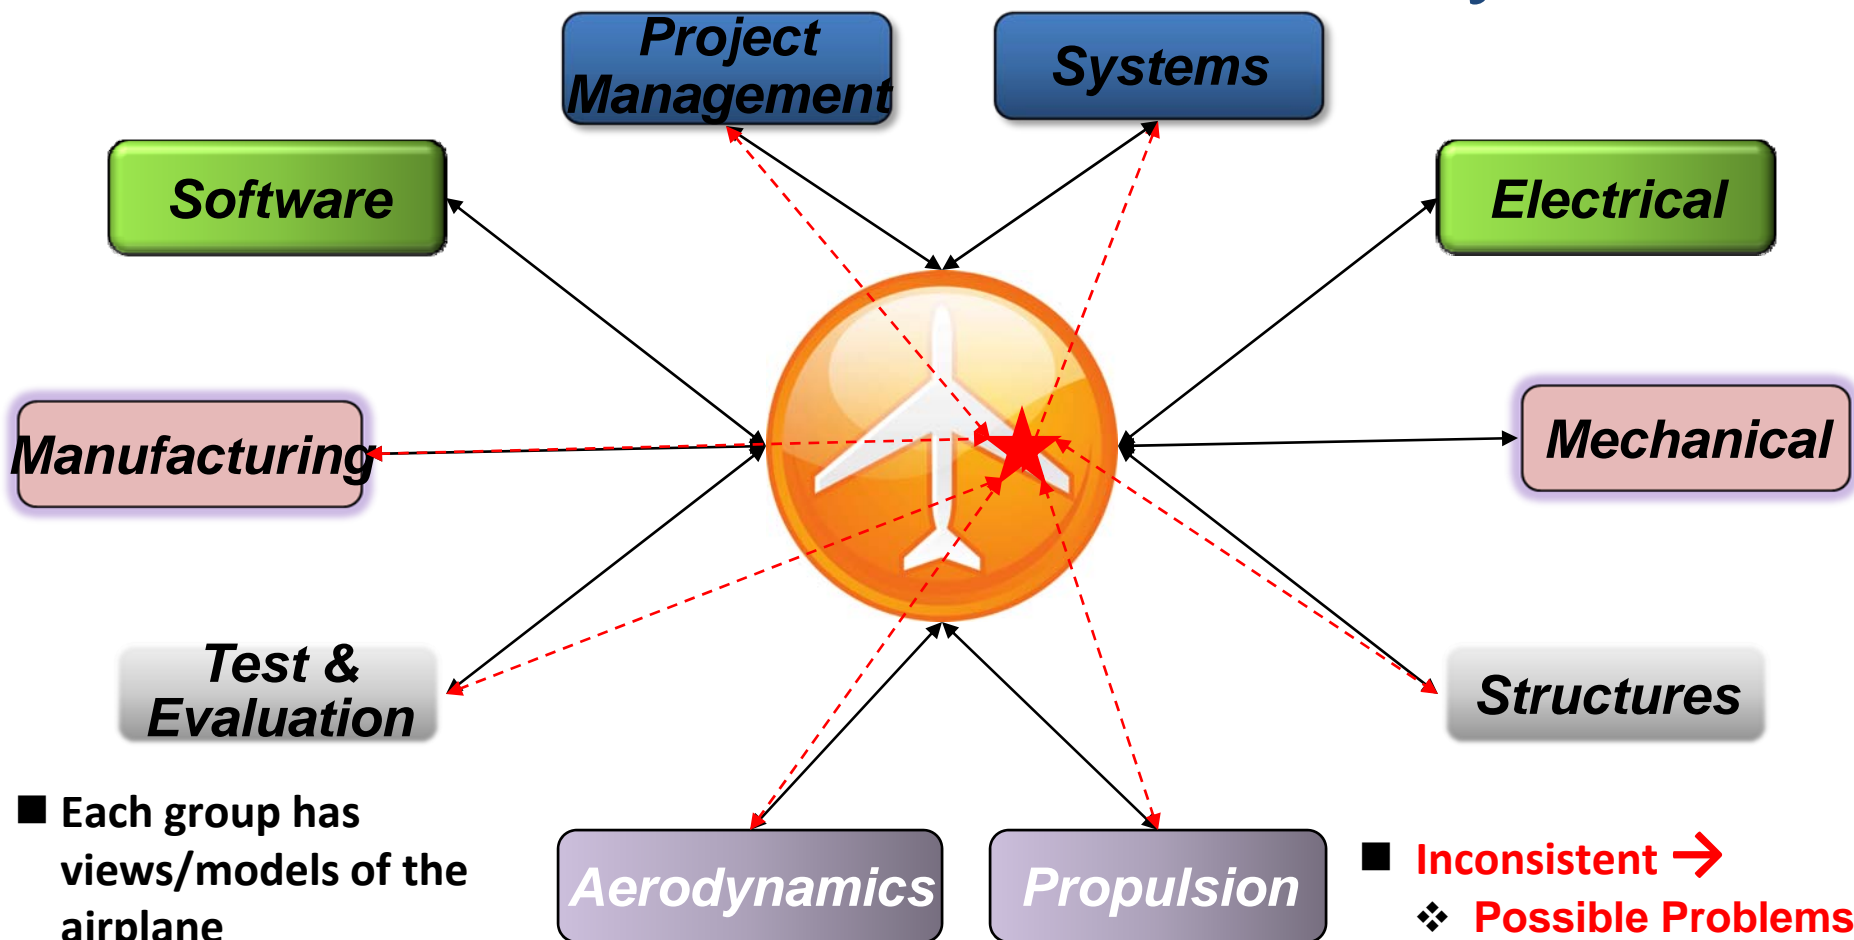 Project
Management
Systems
Software
Electrical
Manufacturing
Mechanical
Test &
Evaluation
Structures
Aerodynamics
Propulsion
■ Each group has
views/models of the
airplane
■ Inconsistent →
❖ Possible Problems